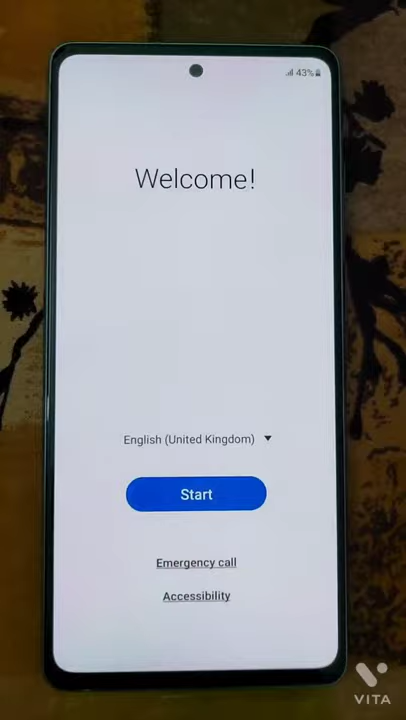 43%
Welcome!
English (United Kingdom)
Start
Emergency call
Accessibility
VITA